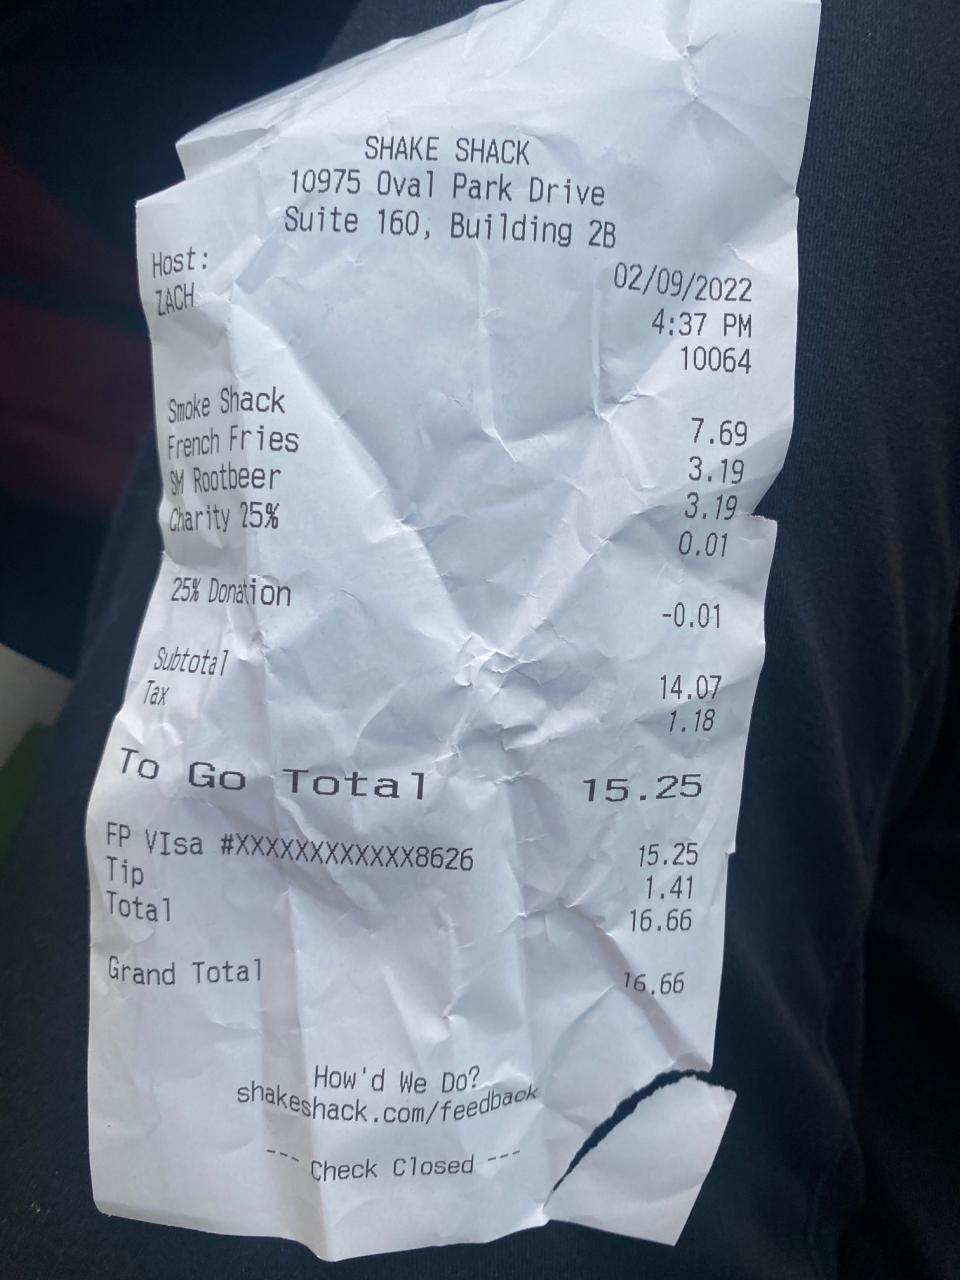 SHAKE SHACK
10975 Oval Park Drive
Suite 160, Building 2B
Host:
ZACH
02/09/2022
4:37 PM
10064
Smoke Shack 7.69
French Fries 3.19
SM Rootbeer 3.19
Charity 25% 0.01
25% Donation -0.01
Subtotal 14.07
Tax 1.18
To Go Total 15.25
FP VIsa #XXXXXXXXXXXX8626 15.25
Tip 1.41
Total 16.66
Grand Total 16.66
How'd We Do?
shakeshack.com/feedback
--- Check Closed ---